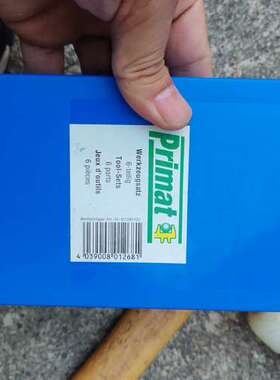 Primat
Werkzeugsatz
6-teilig
Tool-Sets
6 parts
Jeux d'outils
6 pièces
4 039008 012681